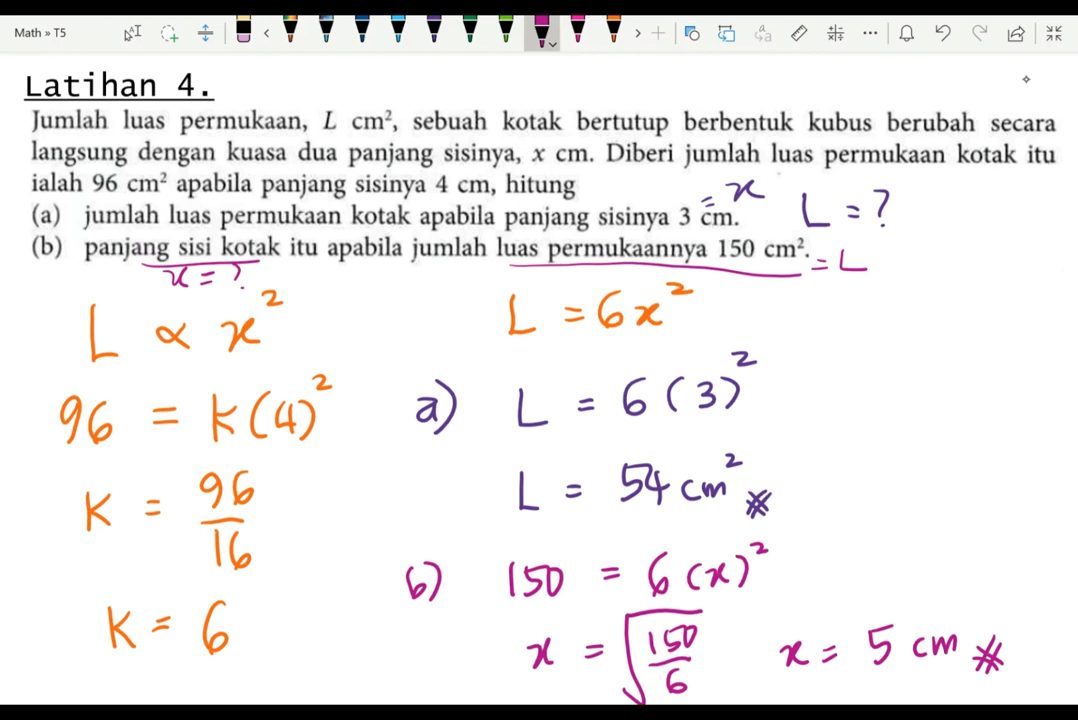 Math » T5
Latihan 4.
Jumlah luas permukaan, L cm², sebuah kotak bertutup berbentuk kubus berubah secara
langsung dengan kuasa dua panjang sisinya, x cm. Diberi jumlah luas permukaan kotak itu
ialah 96 cm² apabila panjang sisinya 4 cm, hitung
(a) jumlah luas permukaan kotak apabila panjang sisinya 3 cm. = x L = ?
(b) panjang sisi kotak itu apabila jumlah luas permukaannya 150 cm². = L
x = ?
L ∝ x²
96 = K(4)²
K = 96/16
K = 6
L = 6x²
a) L = 6(3)²
L = 54 cm²
b) 150 = 6(x)²
x = √(150/6) x = 5 cm